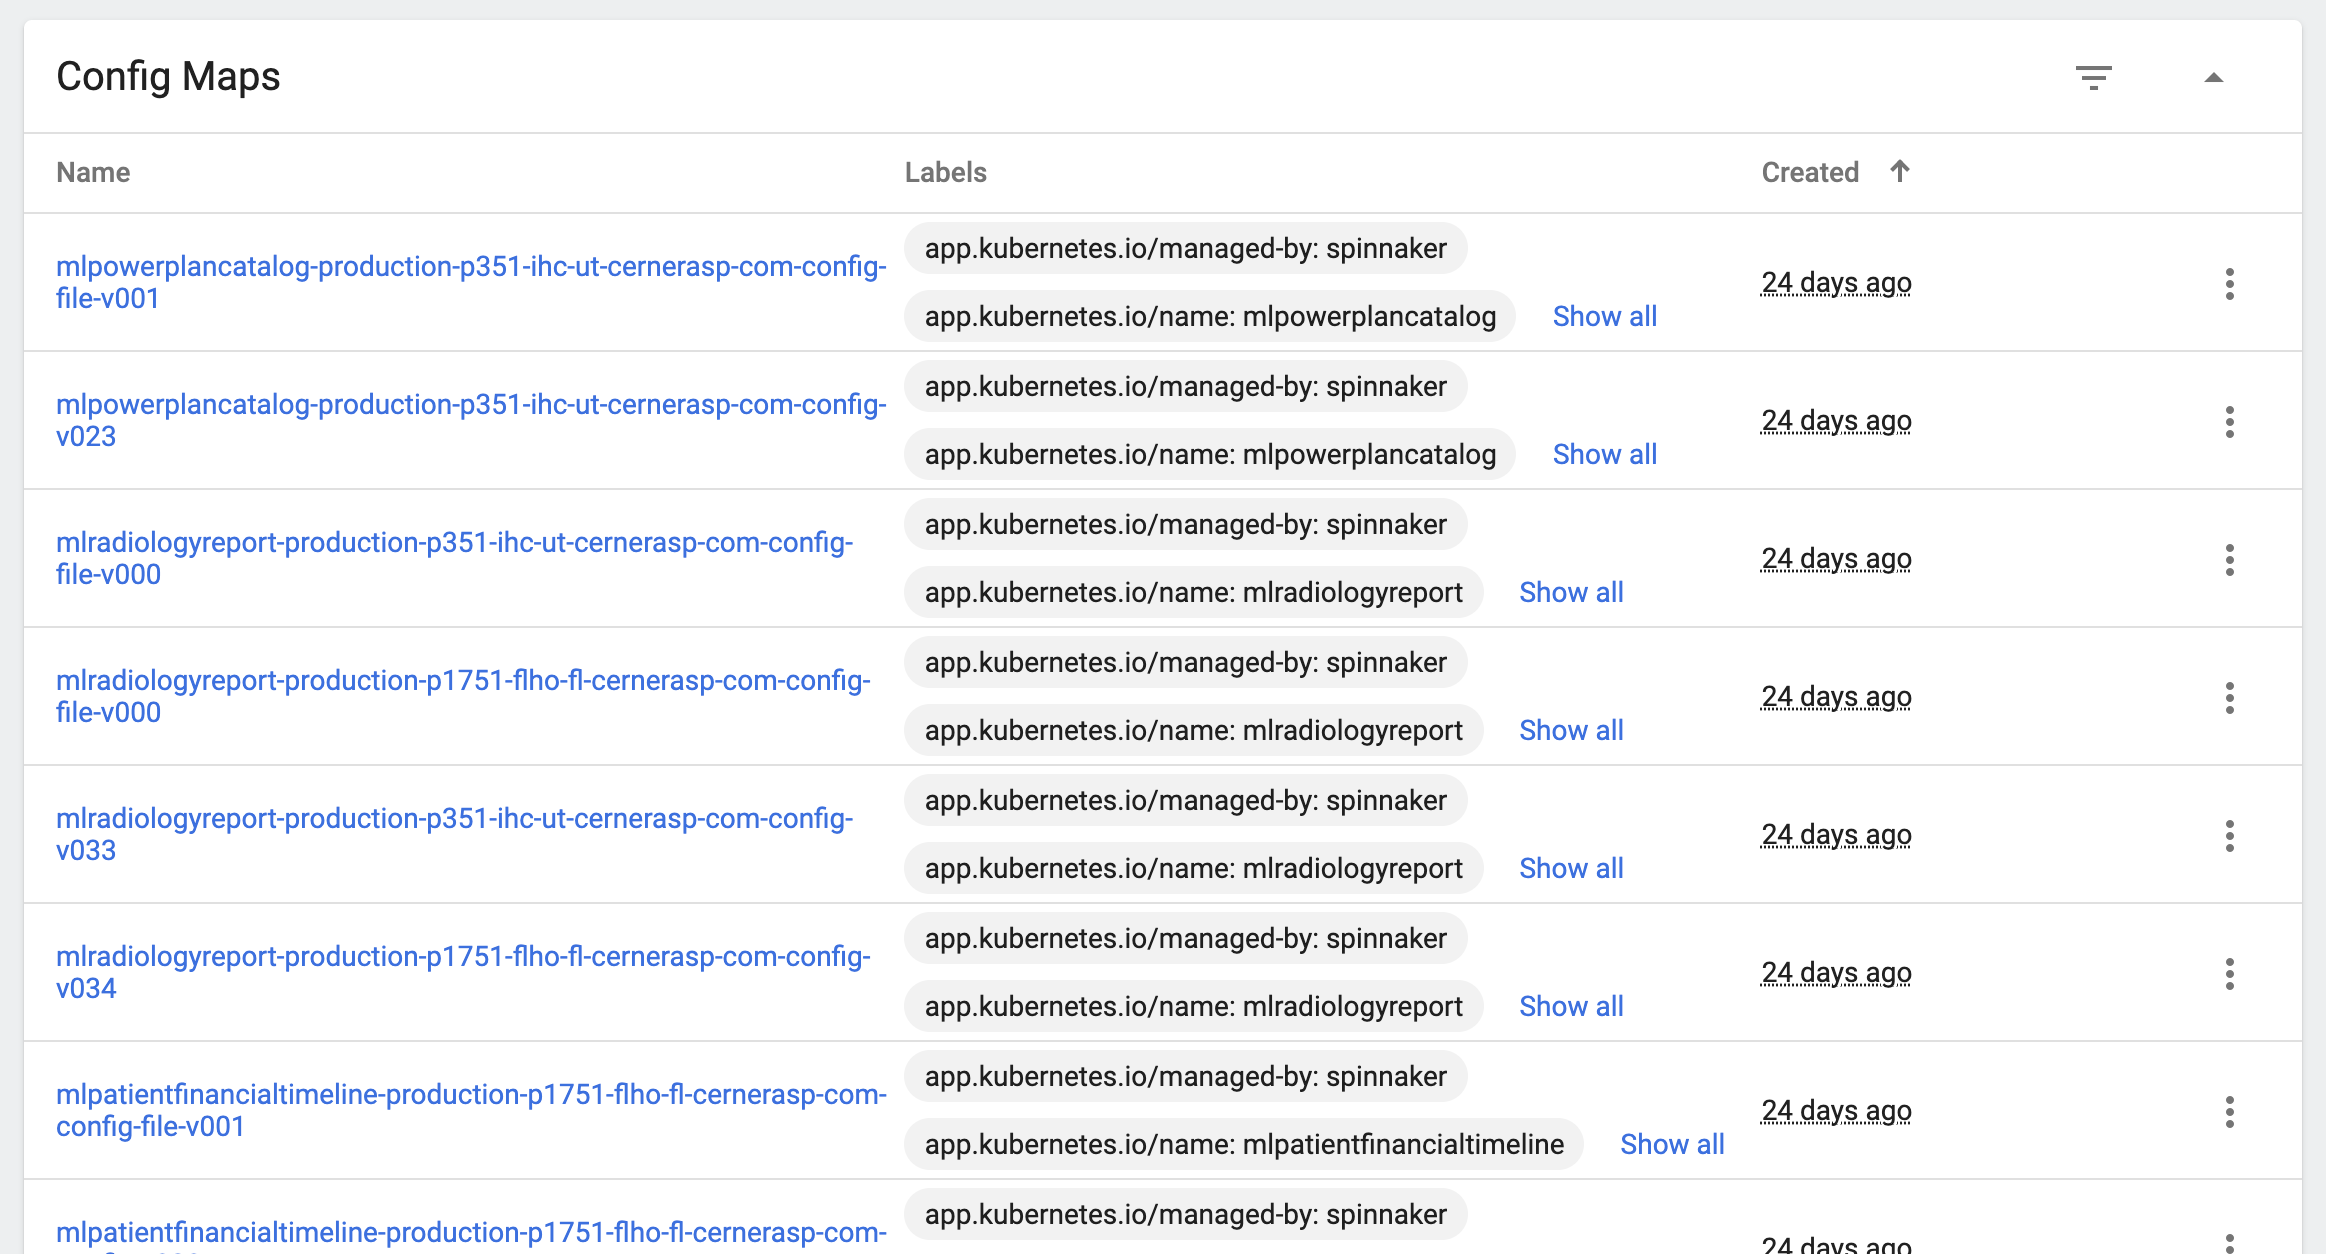 Config Maps
Name Labels Created
mlpowerplancatalog-production-p351-ihc-ut-cernerasp-com-config-
file-v001
app.kubernetes.io/managed-by: spinnaker
app.kubernetes.io/name: mlpowerplancatalog Show all
24 days ago
mlpowerplancatalog-production-p351-ihc-ut-cernerasp-com-config-
v023
app.kubernetes.io/managed-by: spinnaker
app.kubernetes.io/name: mlpowerplancatalog Show all
24 days ago
mlradiologyreport-production-p351-ihc-ut-cernerasp-com-config-
file-v000
app.kubernetes.io/managed-by: spinnaker
app.kubernetes.io/name: mlradiologyreport Show all
24 days ago
mlradiologyreport-production-p1751-flho-fl-cernerasp-com-config-
file-v000
app.kubernetes.io/managed-by: spinnaker
app.kubernetes.io/name: mlradiologyreport Show all
24 days ago
mlradiologyreport-production-p351-ihc-ut-cernerasp-com-config-
v033
app.kubernetes.io/managed-by: spinnaker
app.kubernetes.io/name: mlradiologyreport Show all
24 days ago
mlradiologyreport-production-p1751-flho-fl-cernerasp-com-config-
v034
app.kubernetes.io/managed-by: spinnaker
app.kubernetes.io/name: mlradiologyreport Show all
24 days ago
mlpatientfinancialtimeline-production-p1751-flho-fl-cernerasp-com-
config-file-v001
app.kubernetes.io/managed-by: spinnaker
app.kubernetes.io/name: mlpatientfinancialtimeline Show all
24 days ago
mlpatientfinancialtimeline-production-p1751-flho-fl-cernerasp-com-
app.kubernetes.io/managed-by: spinnaker
24 days ago